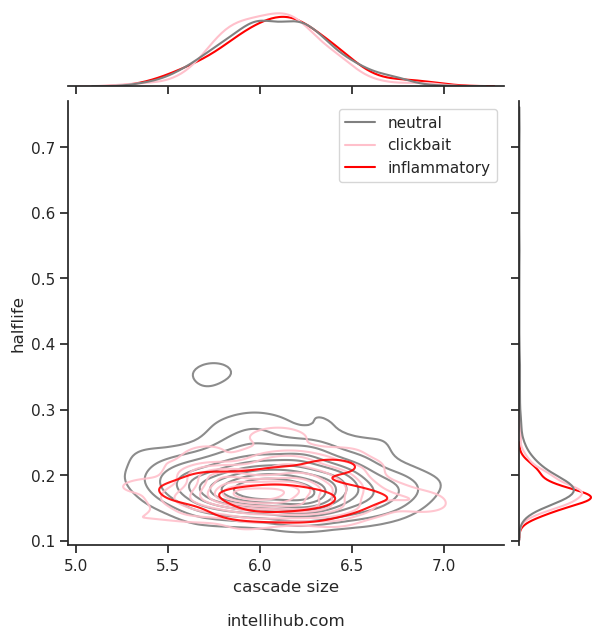 neutral
clickbait
inflammatory
halflife
0.7
0.6
0.5
0.4
0.3
0.2
0.1
5.0 5.5 6.0 6.5 7.0
cascade size
intellihub.com